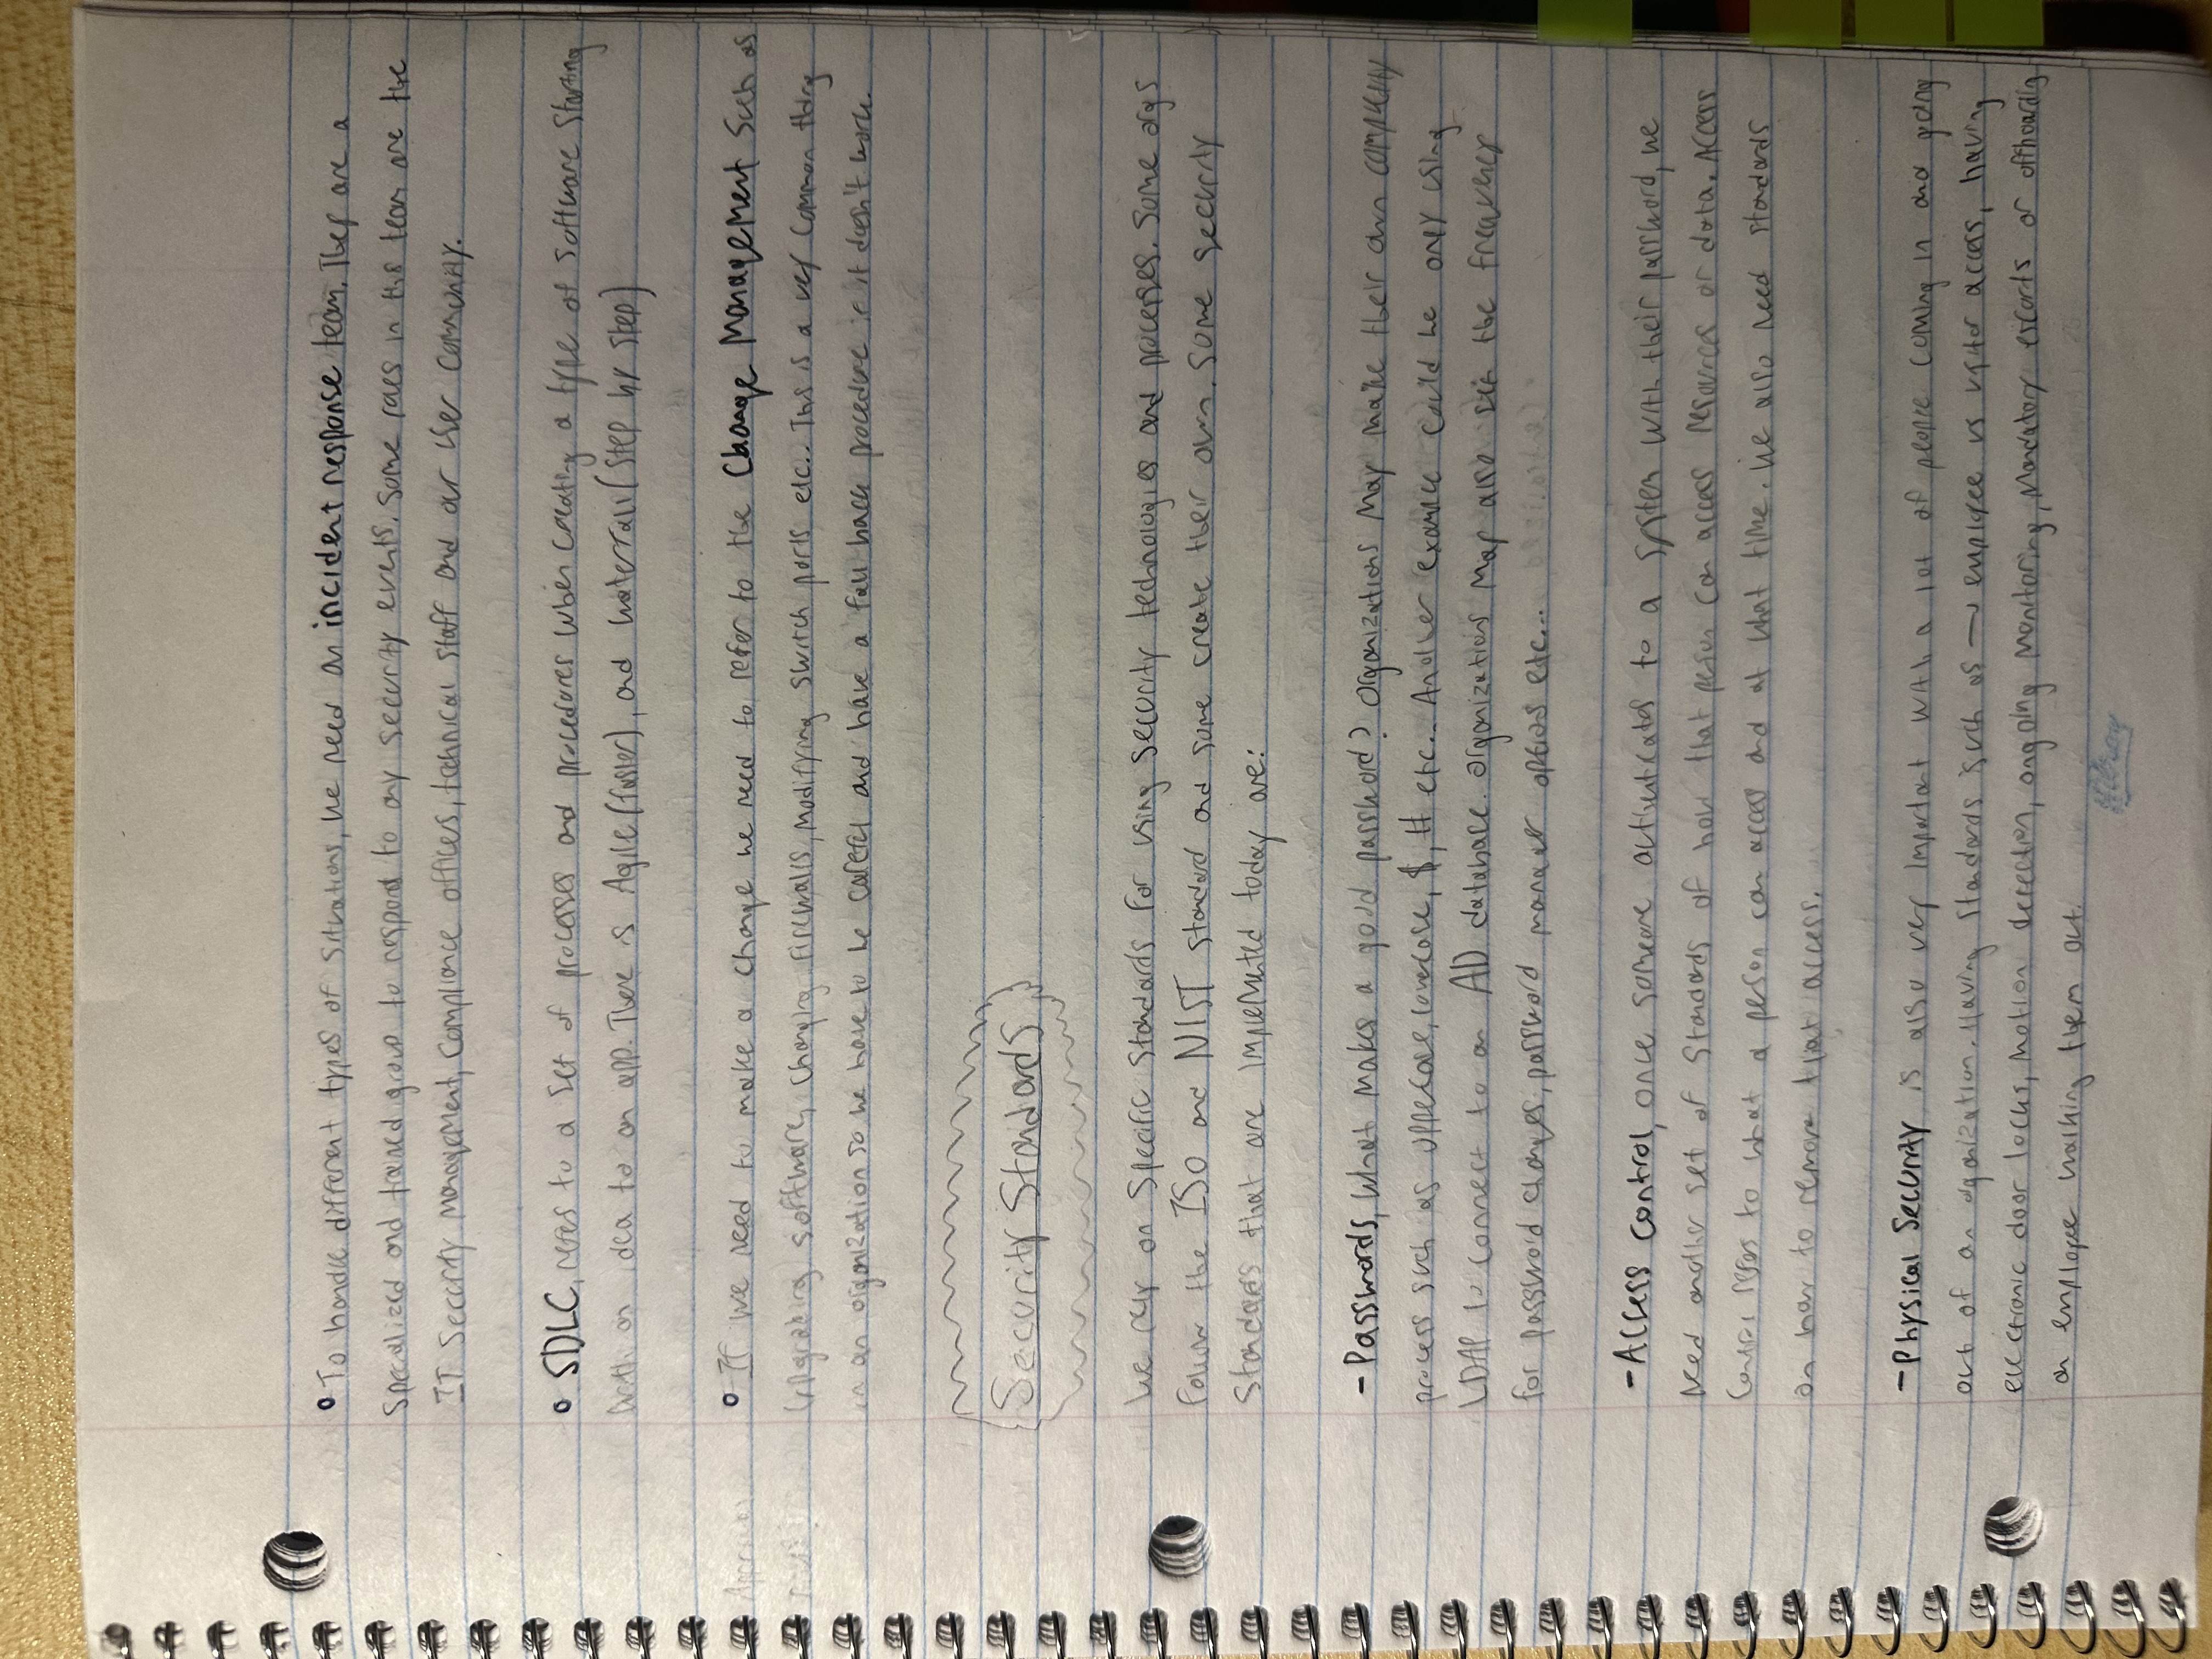 • To handle different types of situations, we need an incident response team. They are a
specialized and trained group to respond to any security events. Some roles in this team are the
IT Security Management, Compliance officers, technical staff and our user community.
• SDLC, refers to a set of processes and procedures when creating a type of software starting
with an idea to an app. There is Agile (faster), and Waterfall (step by step)
• If we need to make a change we need to refer to the Change Management such as
upgrading software, changing firewalls, modifying switch ports etc.. This is a very common thing
in an organization so we have to be careful and have a fall back procedure if it doesn't work.
Security Standards
We rely on specific standards for using security technologies and processes. Some orgs
follow the ISO and NIST standard and some create their own. Some security
standards that are implemented today are:
- Passwords, what makes a good password? Organizations may make their own complexity
process such as uppercase, lowercase, $, # etc.. Another example could be only using
LDAP to connect to an AD database. Organizations may also set the frequency
for password changes, password manager options etc...
- Access control, once someone authenticates to a system with their password, we
need another set of standards of how that person can access resources or data. Access
Control refers to what a person can access and at what time. We also need standards
on how to remove that access.
- Physical Security is also very important with a lot of people coming in and going
out of an organization. Having standards such as → employee vs visitor access, having
electronic door locks, motion detection, ongoing monitoring, mandatory escorts or offboarding
an employee walking them out.